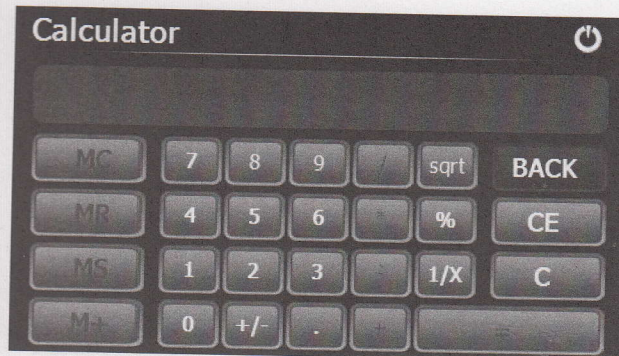 Calculator
MC 7 8 9 / sqrt BACK
MR 4 5 6 * % CE
MS 1 2 3 1/X C
M+ 0 +/- . + =